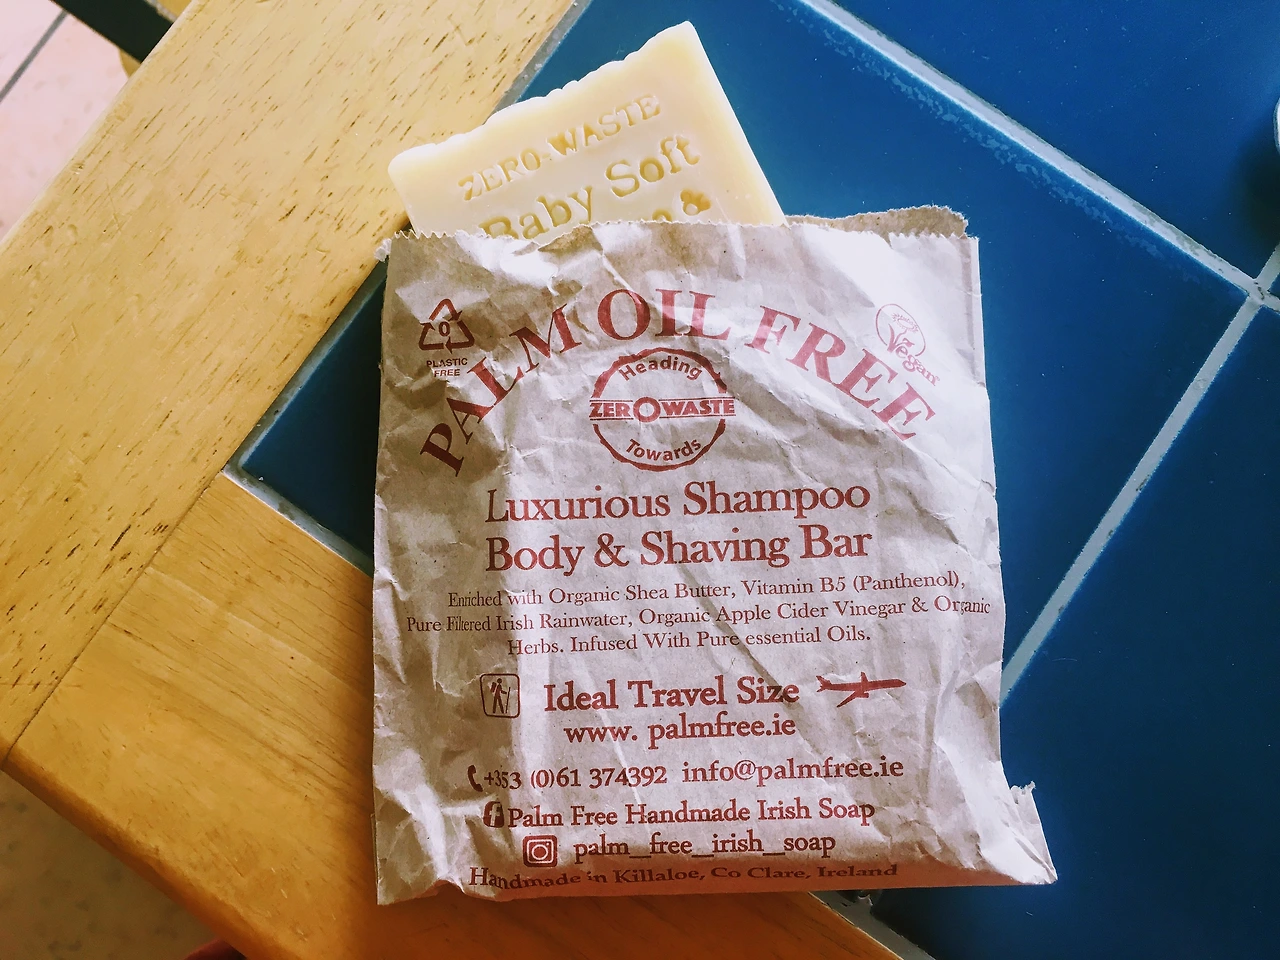 ZERO-WASTE
Baby Soft
&
PALM OIL FREE
0
PLASTIC
FREE
Vegan
Heading
ZEROWASTE
Towards
Luxurious Shampoo
Body & Shaving Bar
Enriched with Organic Shea Butter, Vitamin B5 (Panthenol),
Pure Filtered Irish Rainwater, Organic Apple Cider Vinegar & Organic
Herbs. Infused With Pure essential Oils.
Ideal Travel Size
www. palmfree.ie
+353 (0)61 374392 info@palmfree.ie
Palm Free Handmade Irish Soap
palm_free_irish_soap
Handmade in Killaloe, Co Clare, Ireland